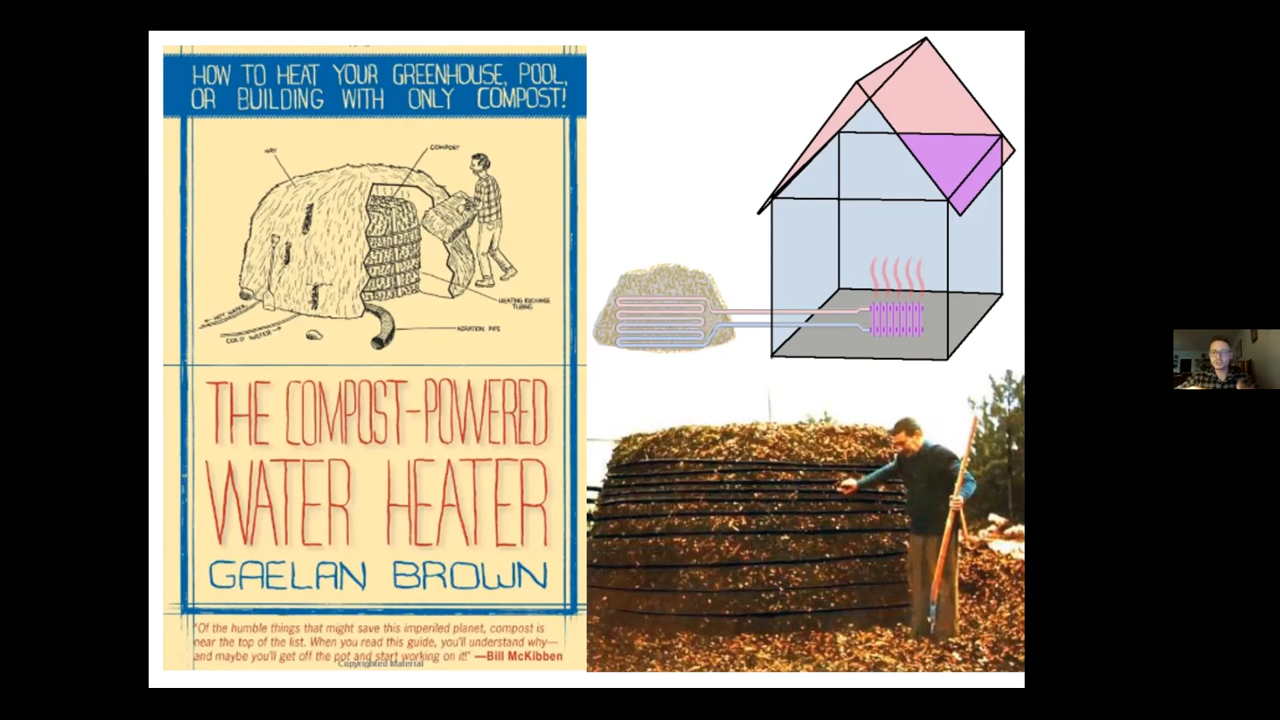 HOW TO HEAT YOUR GREENHOUSE, POOL,
OR BUILDING WITH ONLY COMPOST!
HAY
COMPOST
HEATING EXCHANGE
TUBING
HOT WATER
COLD WATER
AERATION PIPE
THE COMPOST-POWERED
WATER HEATER
GAELAN BROWN
"Of the humble things that might save this imperiled planet, compost is
near the top of the list. When you read this guide, you'll understand why—
and maybe you'll get off the pot and start working on it!" —Bill McKibben
Copyrighted Material